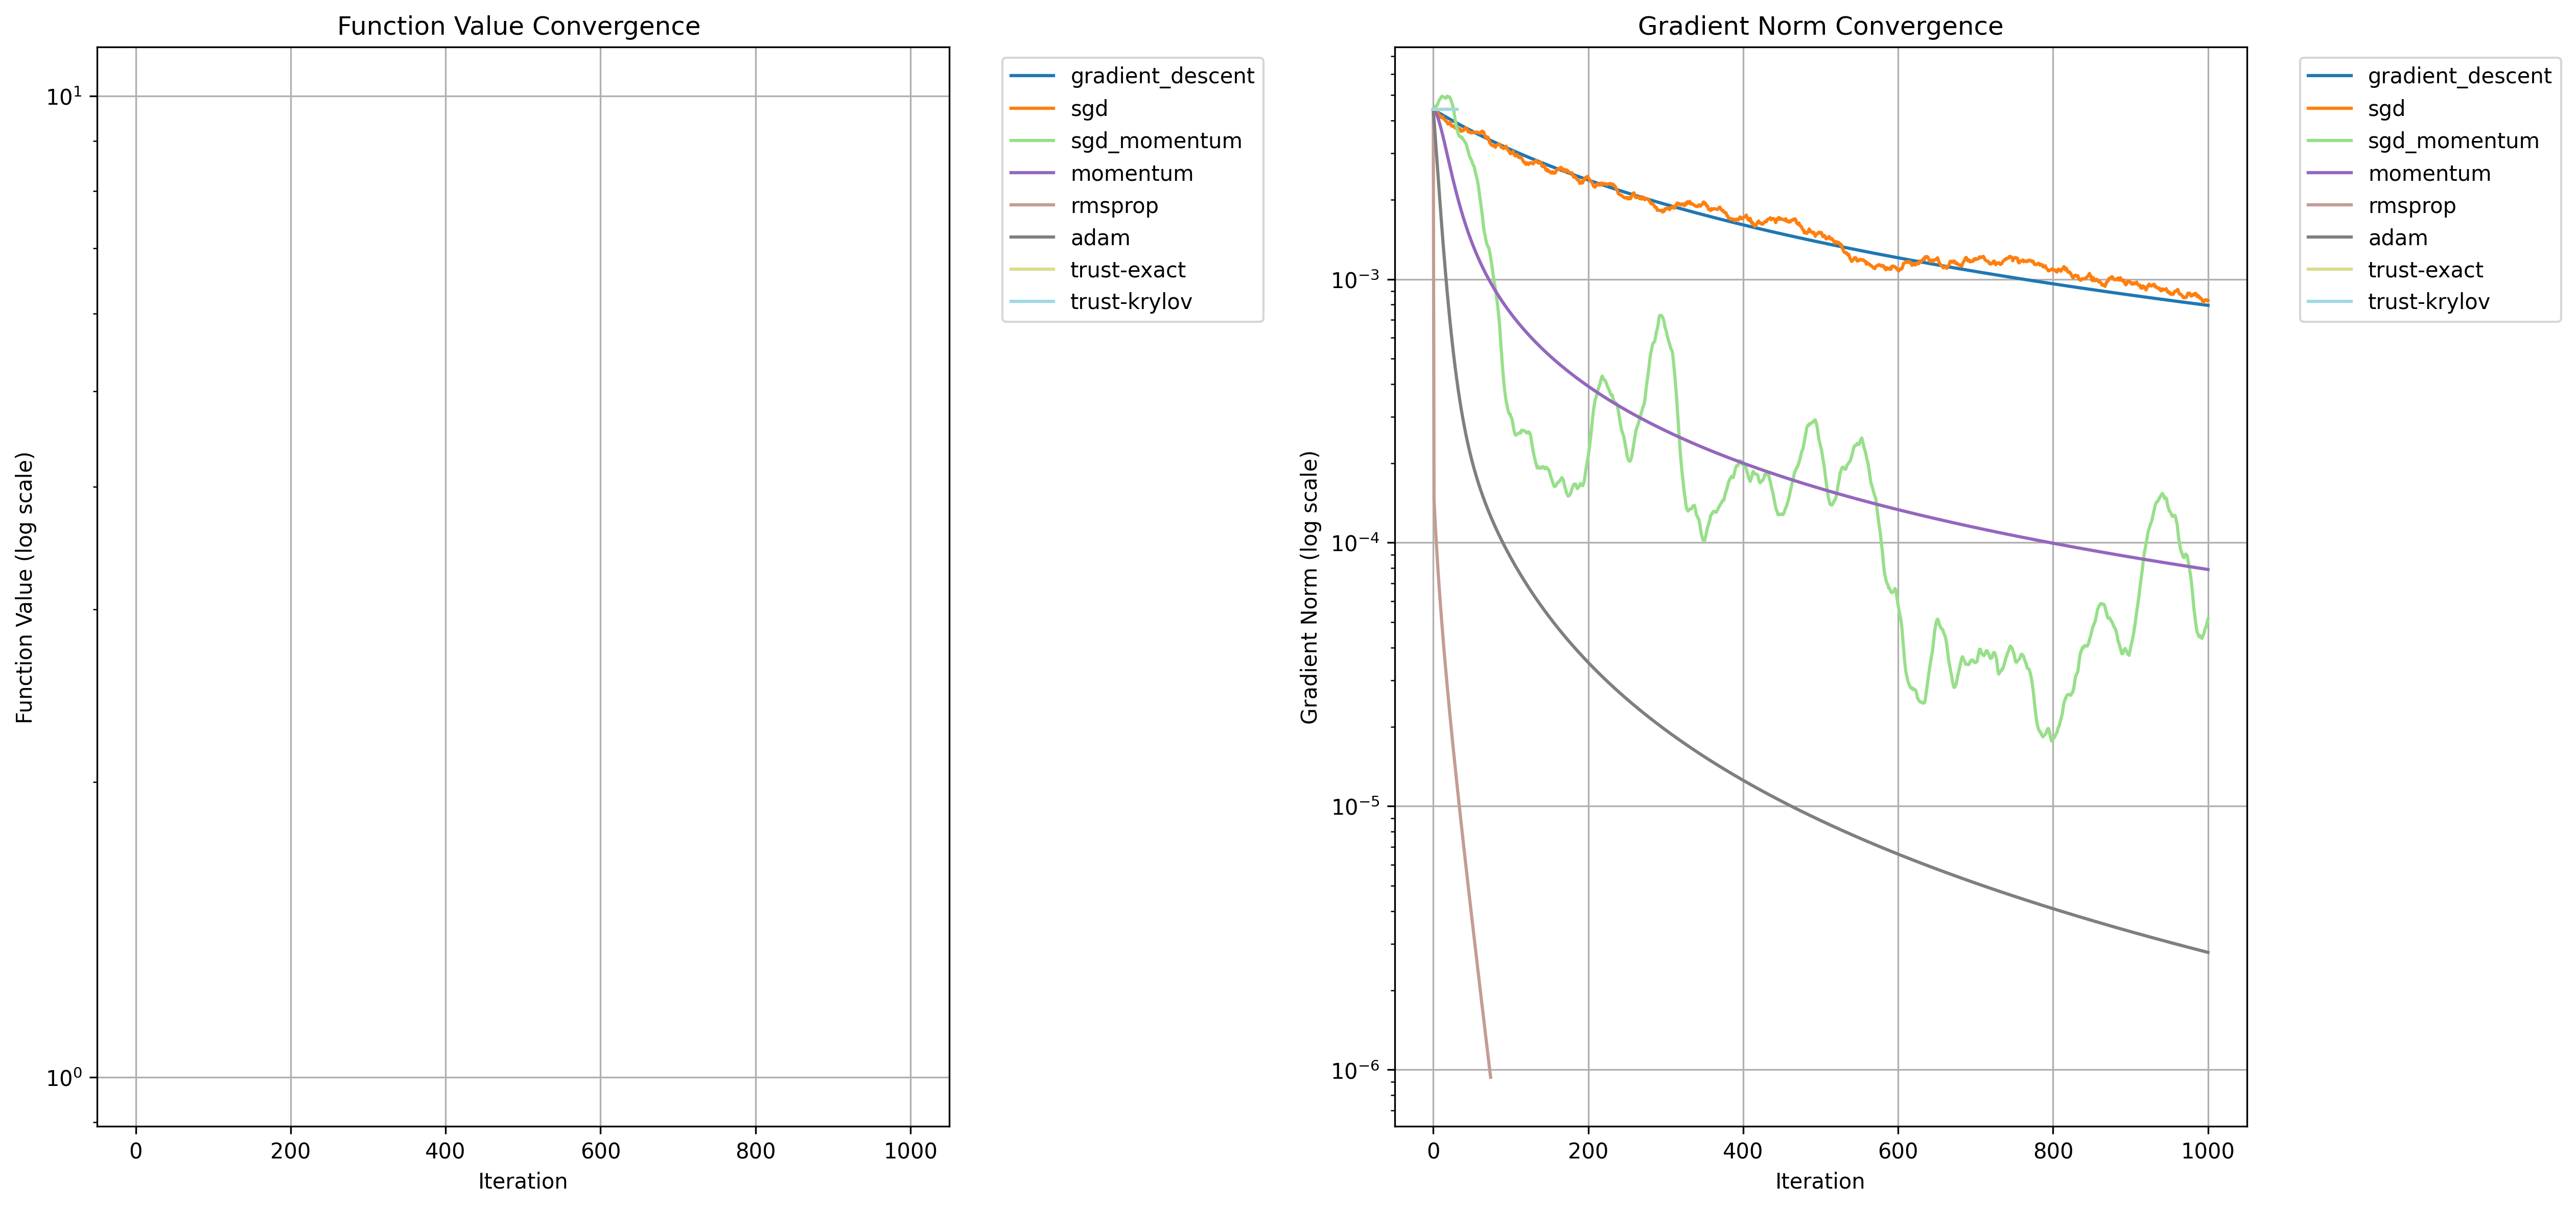 Function Value Convergence
Function Value (log scale)
10¹
10⁰
0 200 400 600 800 1000
Iteration
gradient_descent
sgd
sgd_momentum
momentum
rmsprop
adam
trust-exact
trust-krylov
Gradient Norm Convergence
Gradient Norm (log scale)
10⁻³
10⁻⁴
10⁻⁵
10⁻⁶
0 200 400 600 800 1000
Iteration
gradient_descent
sgd
sgd_momentum
momentum
rmsprop
adam
trust-exact
trust-krylov